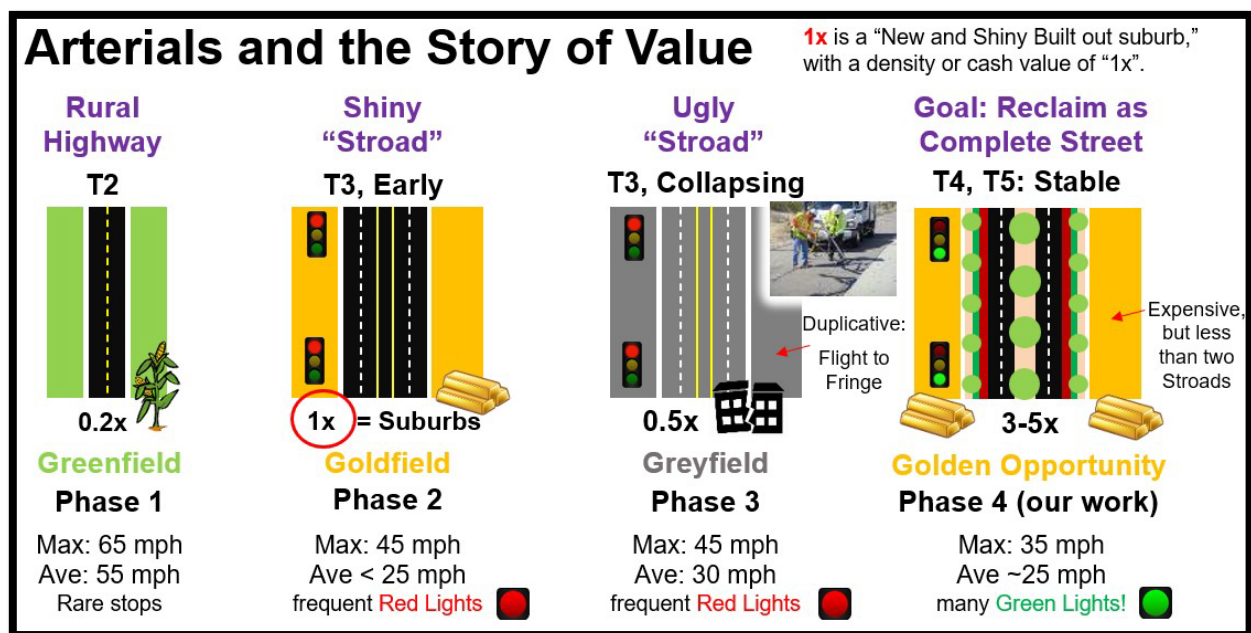 Arterials and the Story of Value
1x is a “New and Shiny Built out suburb,”
with a density or cash value of “1x”.
Rural
Highway
T2
0.2x
Greenfield
Phase 1
Max: 65 mph
Ave: 55 mph
Rare stops
Shiny
“Stroad”
T3, Early
1x = Suburbs
Goldfield
Phase 2
Max: 45 mph
Ave < 25 mph
frequent Red Lights
Ugly
“Stroad”
T3, Collapsing
Duplicative:
Flight to
Fringe
0.5x
Greyfield
Phase 3
Max: 45 mph
Ave: 30 mph
frequent Red Lights
Goal: Reclaim as
Complete Street
T4, T5: Stable
Expensive,
but less
than two
Stroads
3-5x
Golden Opportunity
Phase 4 (our work)
Max: 35 mph
Ave ~25 mph
many Green Lights!